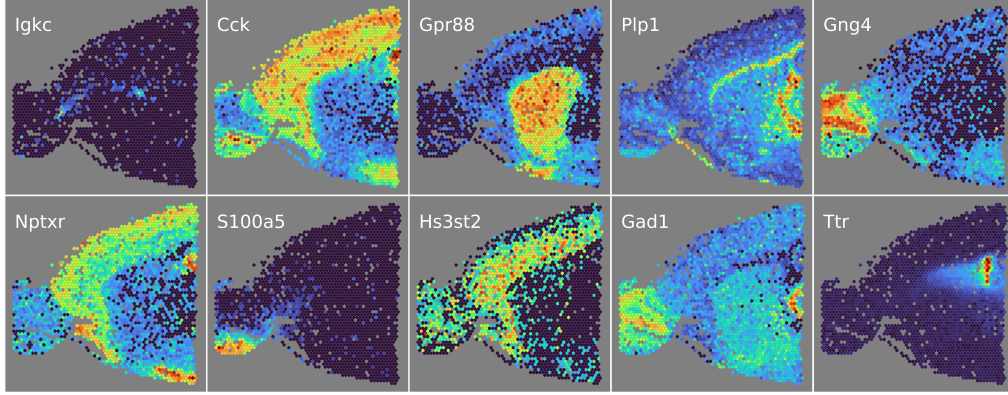 Igkc
Cck
Gpr88
Plp1
Gng4
Nptxr
S100a5
Hs3st2
Gad1
Ttr